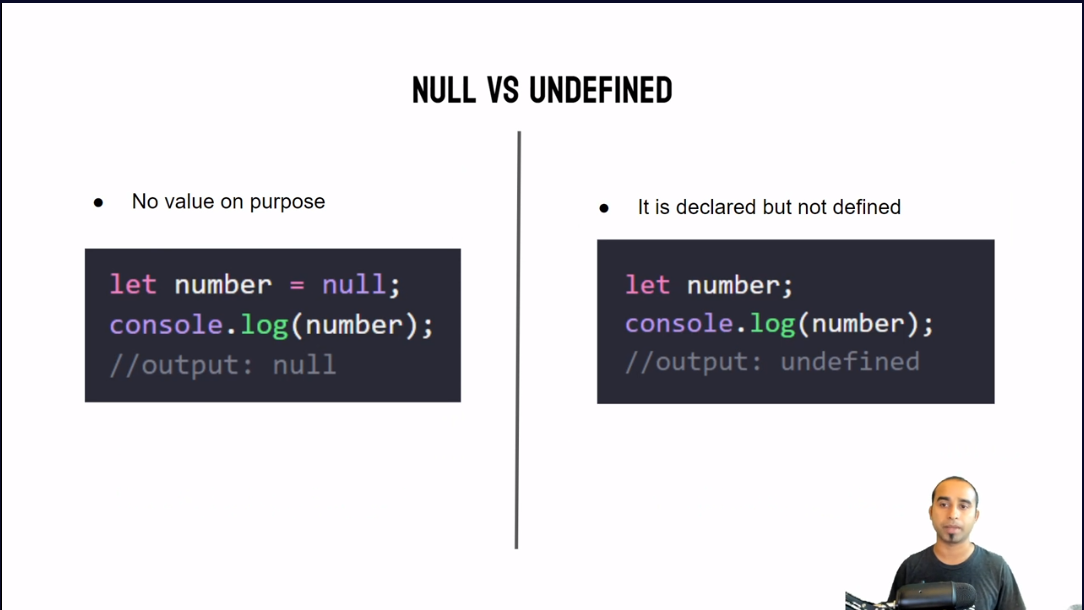 NULL VS UNDEFINED
● No value on purpose
let number = null;
console.log(number);
//output: null
● It is declared but not defined
let number;
console.log(number);
//output: undefined